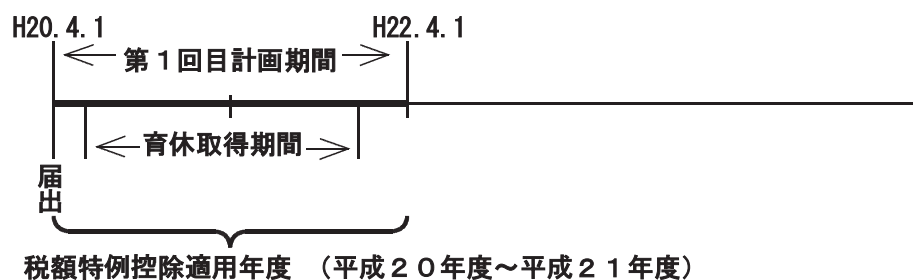 H20.4.1
H22.4.1
第1回目計画期間
育休取得期間
届出
税額特例控除適用年度 (平成20年度~平成21年度)